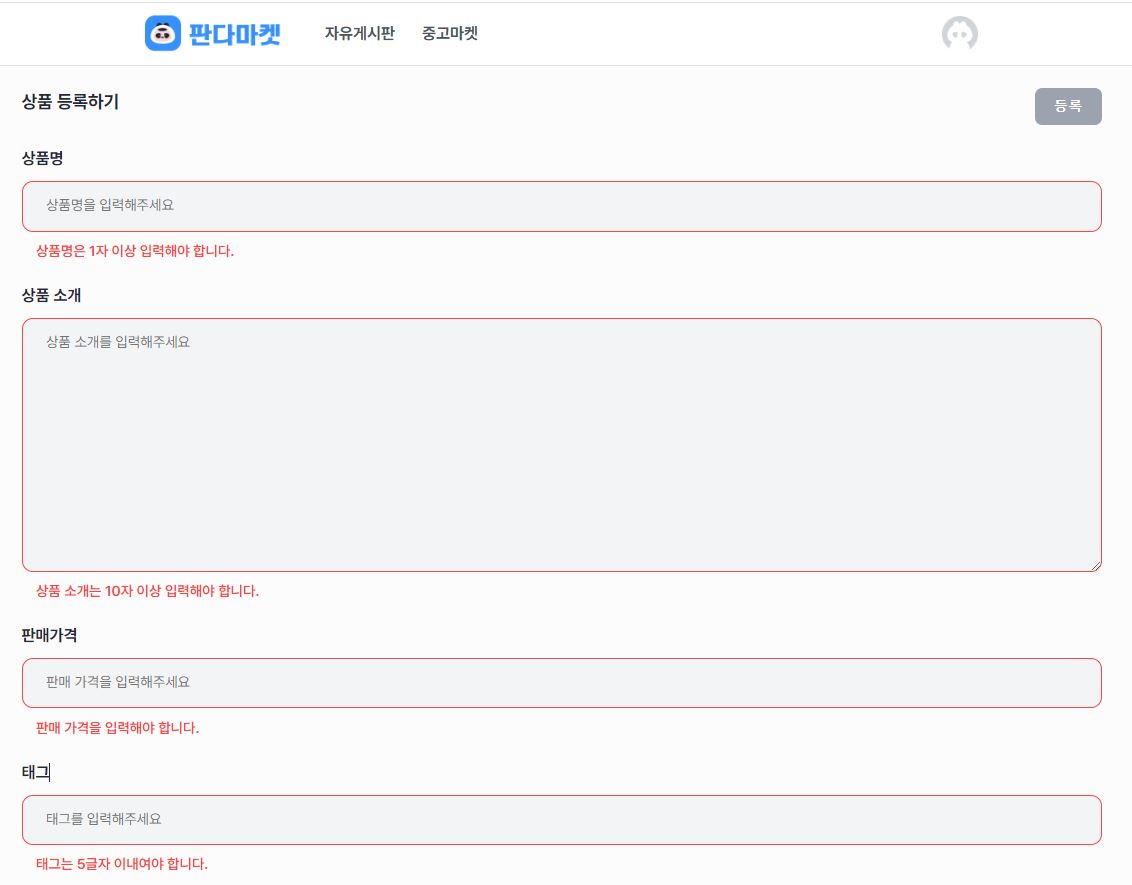 판다마켓 자유게시판 중고마켓
상품 등록하기 등록
상품명
상품명을 입력해주세요
상품명은 1자 이상 입력해야 합니다.
상품 소개
상품 소개를 입력해주세요
상품 소개는 10자 이상 입력해야 합니다.
판매가격
판매 가격을 입력해주세요
판매 가격을 입력해야 합니다.
태그
태그를 입력해주세요
태그는 5글자 이내여야 합니다.